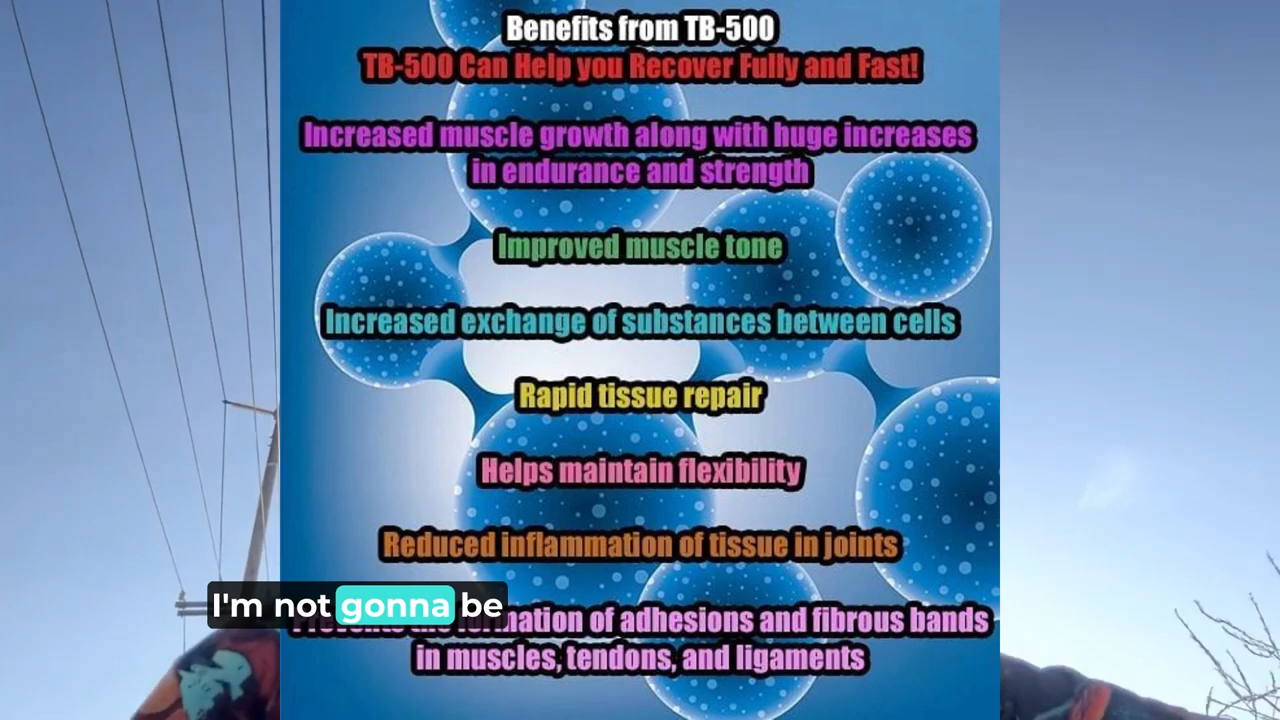 Benefits from TB-500
TB-500 Can Help you Recover Fully and Fast!
Increased muscle growth along with huge increases
in endurance and strength
Improved muscle tone
Increased exchange of substances between cells
Rapid tissue repair
Helps maintain flexibility
Reduced inflammation of tissue in joints
I'm not gonna be
of adhesions and fibrous bands
in muscles, tendons, and ligaments